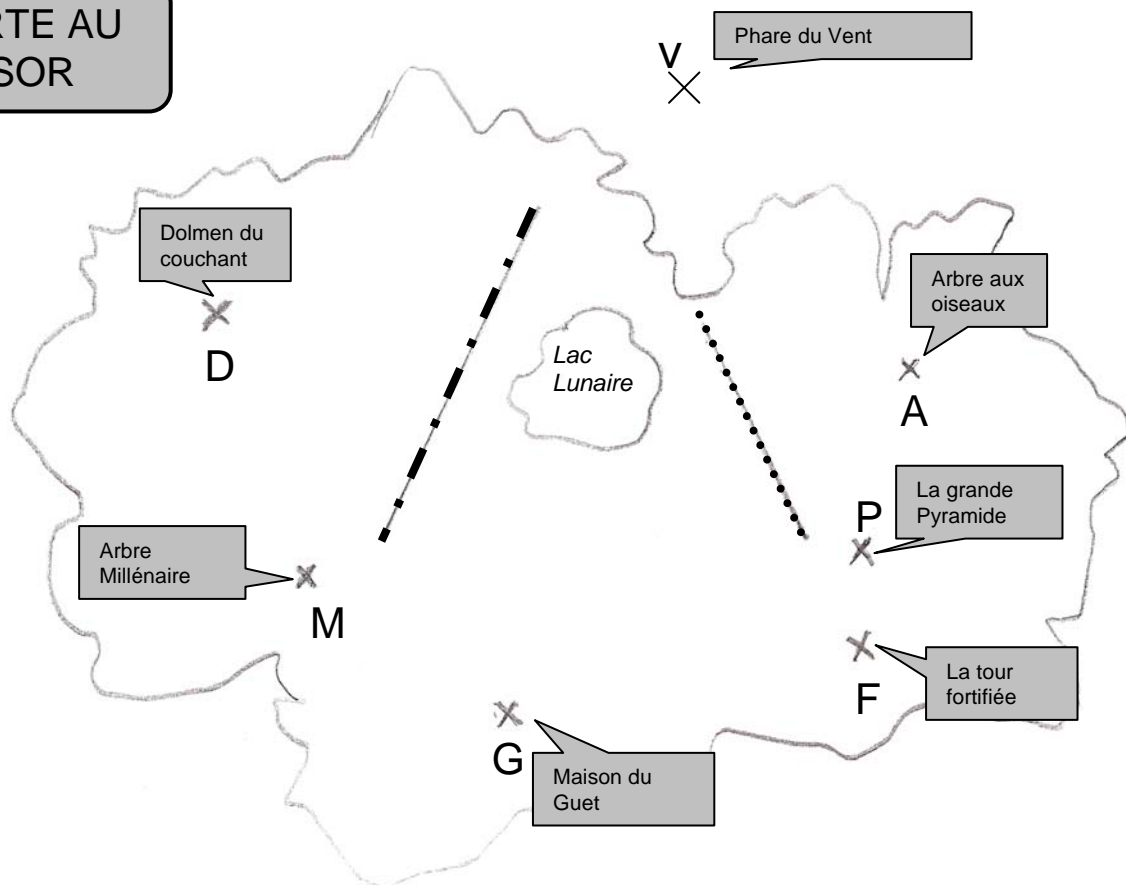 RTE AU
SOR
v
Phare du Vent
Dolmen du
couchant
D
Lac
Lunaire
Arbre aux
oiseaux
A
La grande
Pyramide
P
Arbre
Millénaire
M
La tour
fortifiée
F
G
Maison du
Guet